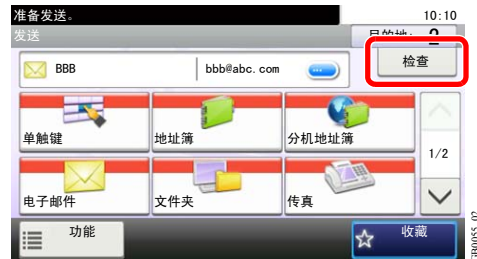 准备发送。 10:10
发送 目的地: 2
检查
BBB bbb@abc. com
单触键 地址簿 分机地址簿
1/2
电子邮件 文件夹 传真
功能 收藏